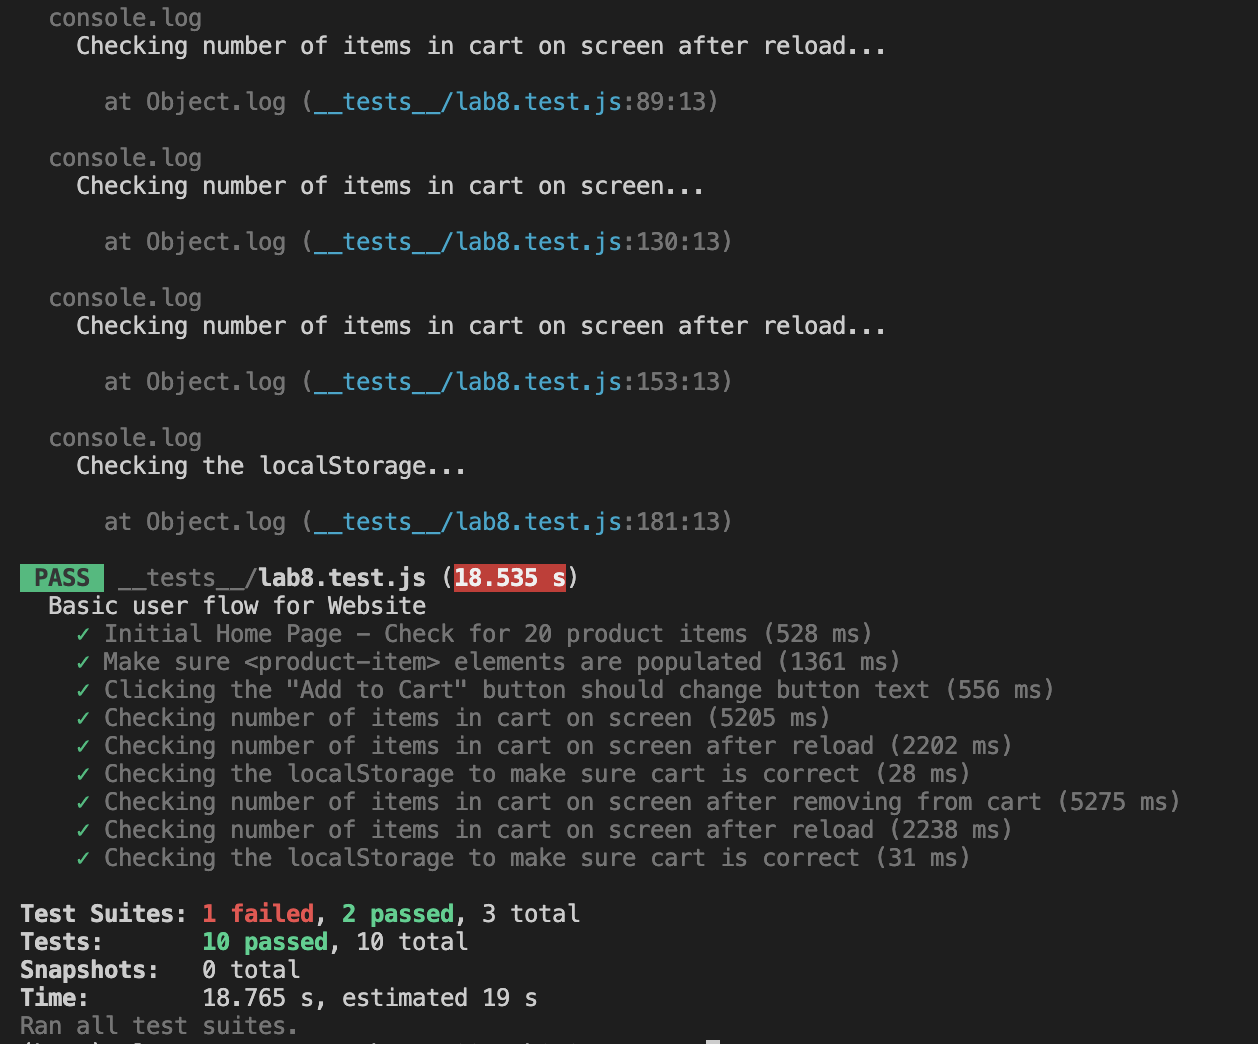 console.log
Checking number of items in cart on screen after reload...
at Object.log (__tests__/lab8.test.js:89:13)
console.log
Checking number of items in cart on screen...
at Object.log (__tests__/lab8.test.js:130:13)
console.log
Checking number of items in cart on screen after reload...
at Object.log (__tests__/lab8.test.js:153:13)
console.log
Checking the localStorage...
at Object.log (__tests__/lab8.test.js:181:13)
PASS __tests__/lab8.test.js (18.535 s)
Basic user flow for Website
✓ Initial Home Page – Check for 20 product items (528 ms)
✓ Make sure <product-item> elements are populated (1361 ms)
✓ Clicking the "Add to Cart" button should change button text (556 ms)
✓ Checking number of items in cart on screen (5205 ms)
✓ Checking number of items in cart on screen after reload (2202 ms)
✓ Checking the localStorage to make sure cart is correct (28 ms)
✓ Checking number of items in cart on screen after removing from cart (5275 ms)
✓ Checking number of items in cart on screen after reload (2238 ms)
✓ Checking the localStorage to make sure cart is correct (31 ms)
Test Suites: 1 failed, 2 passed, 3 total
Tests: 10 passed, 10 total
Snapshots: 0 total
Time: 18.765 s, estimated 19 s
Ran all test suites.